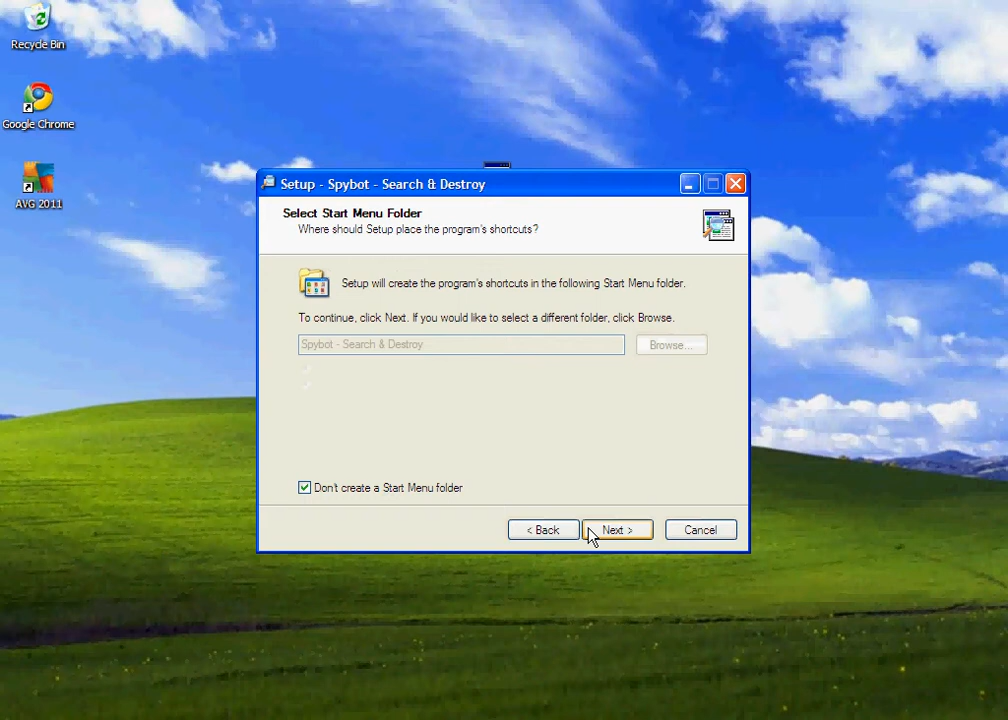 Recycle Bin
Google Chrome
AVG 2011
Setup - Spybot - Search & Destroy
Select Start Menu Folder
Where should Setup place the program's shortcuts?
Setup will create the program's shortcuts in the following Start Menu folder.
To continue, click Next. If you would like to select a different folder, click Browse.
Spybot - Search & Destroy
Browse...
Don't create a Start Menu folder
< Back
Next >
Cancel